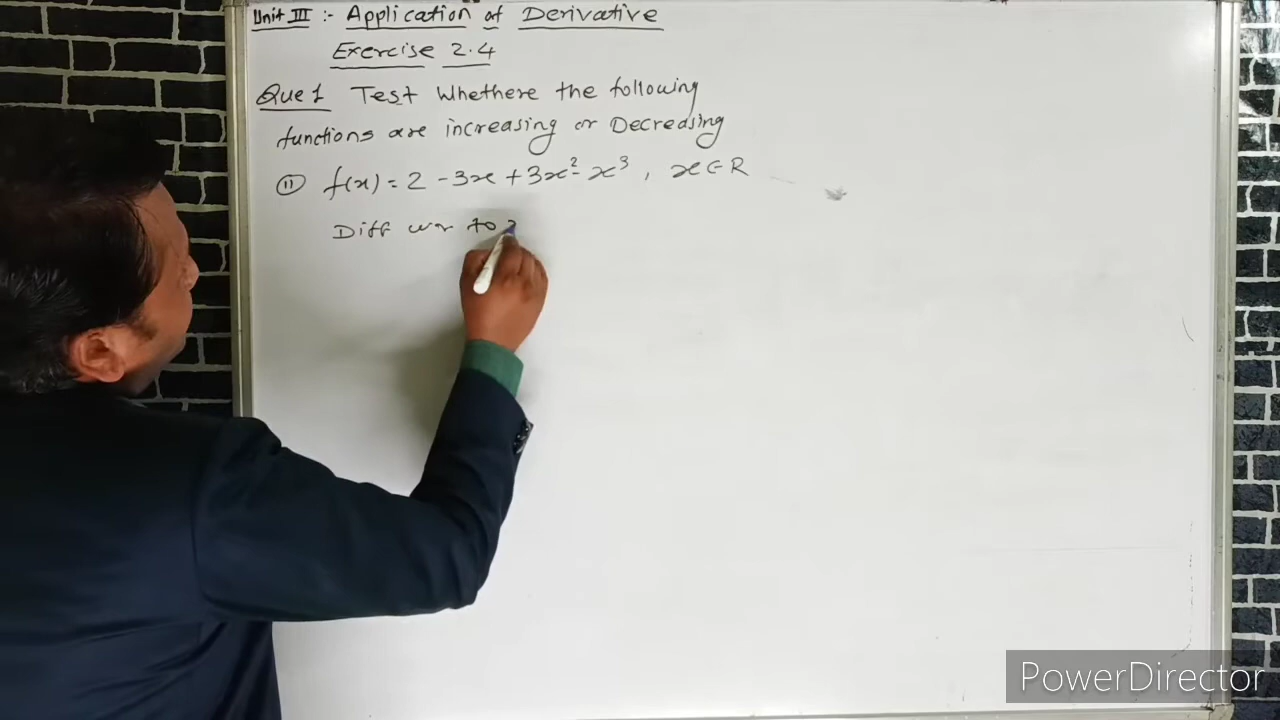 Unit III :- Application of Derivative
Exercise 2.4
Que 1 Test Whethere the following
functions are increasing or Decreasing
(ii) f(x) = 2 - 3x + 3x² - x³ , x ∈ R
Diff w.r to
PowerDirector